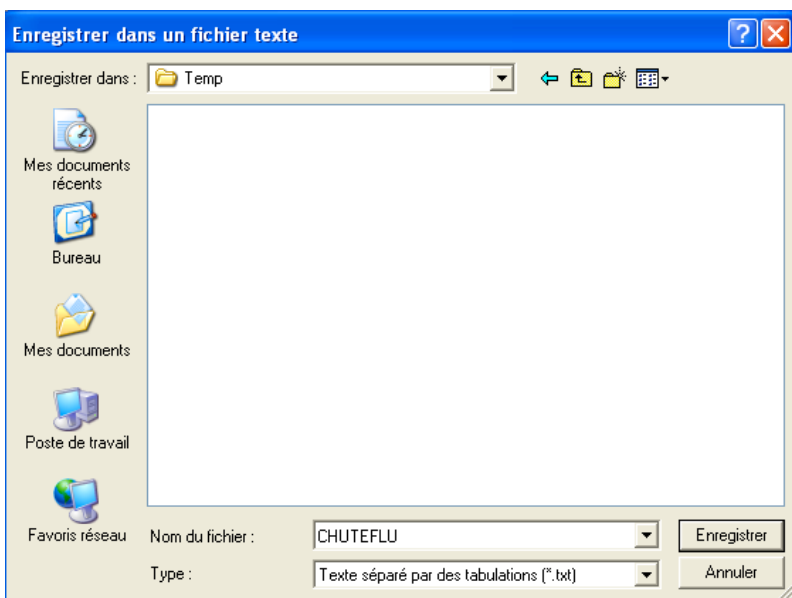 Enregistrer dans un fichier texte
Enregistrer dans :
Temp
Mes documents
récents
Bureau
Mes documents
Poste de travail
Favoris réseau
Nom du fichier :
CHUTEFLU
Enregistrer
Type :
Texte séparé par des tabulations (*.txt)
Annuler